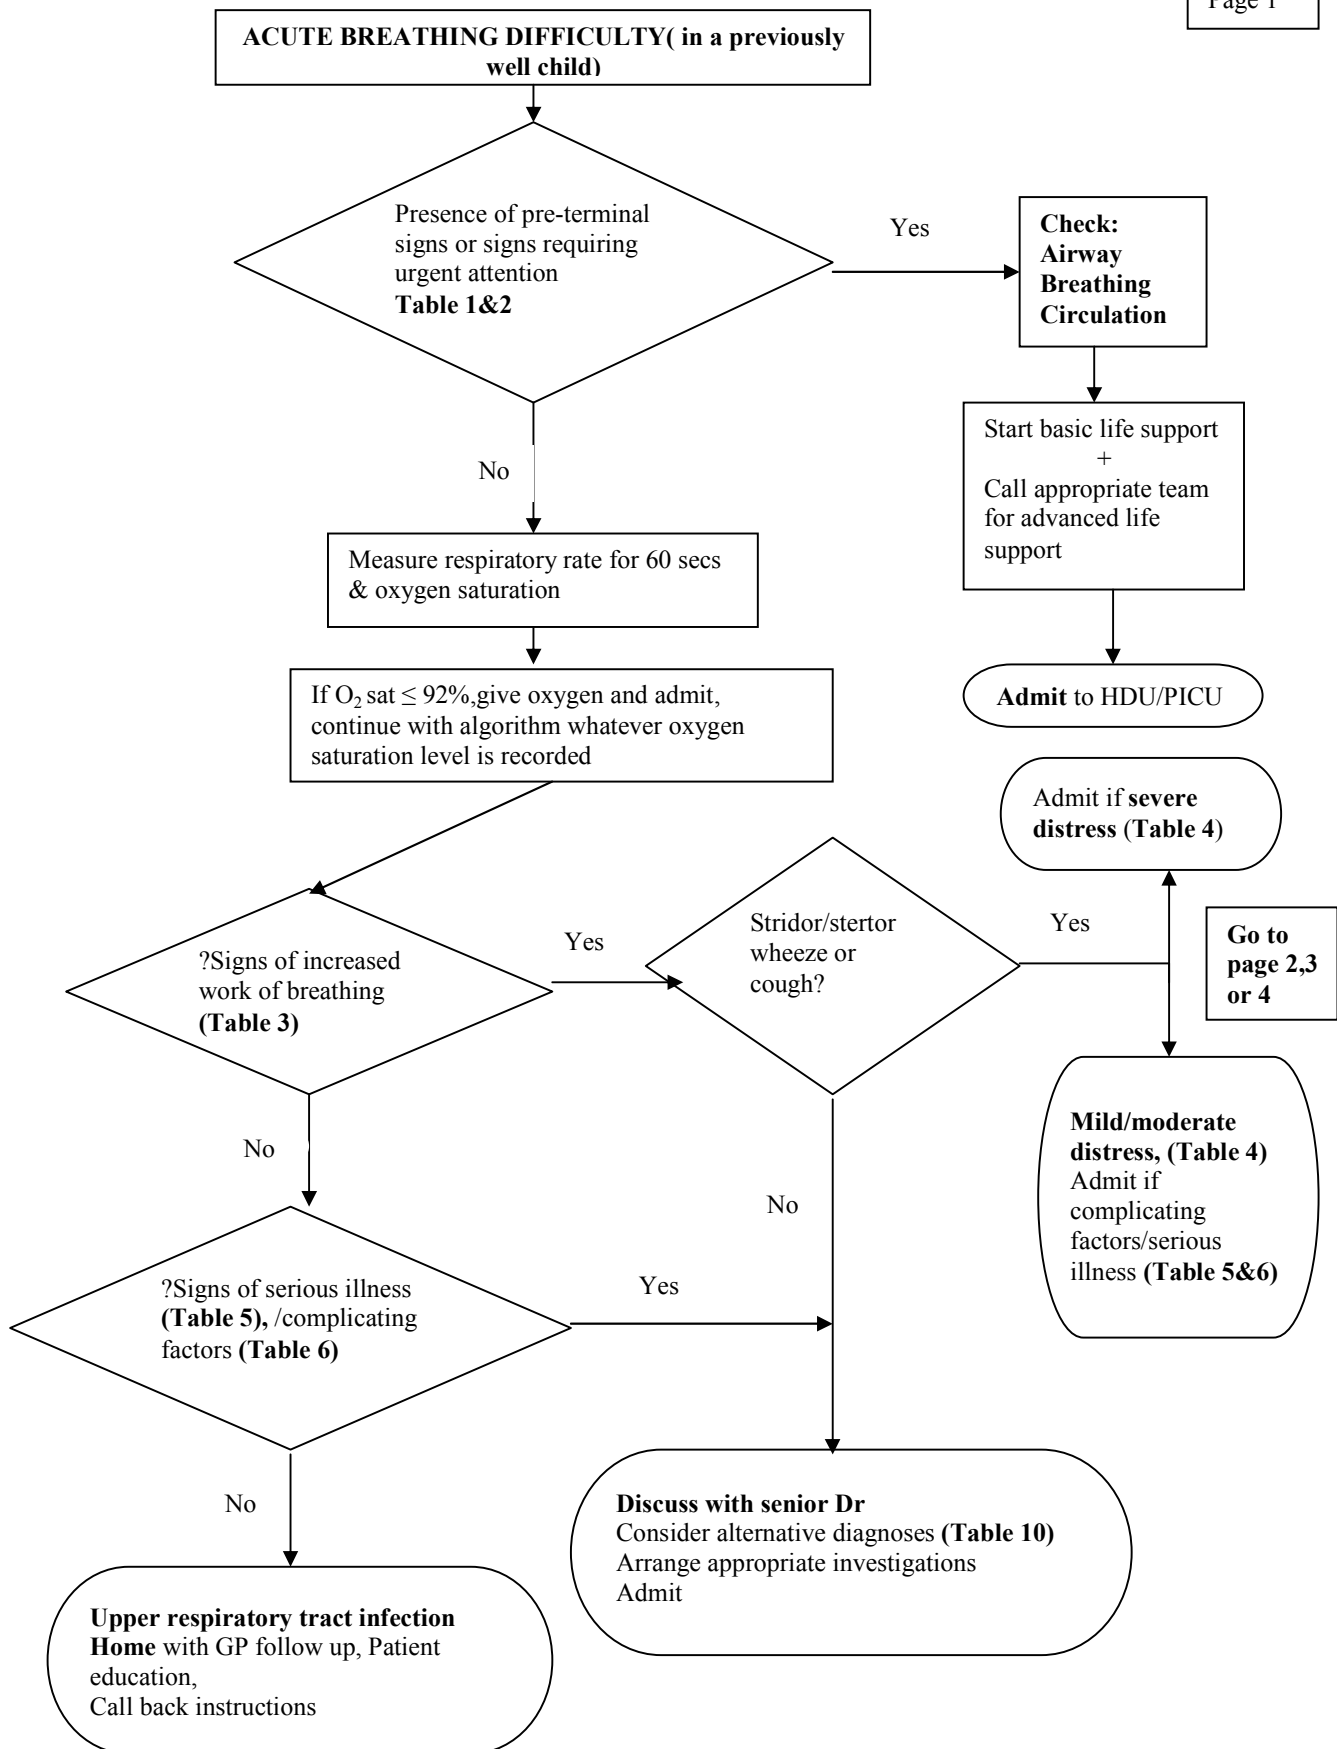 Page 1
ACUTE BREATHING DIFFICULTY( in a previously
well child)
Presence of pre-terminal
signs or signs requiring
urgent attention
Table 1&2
Yes
Check:
Airway
Breathing
Circulation
Start basic life support
+
Call appropriate team
for advanced life
support
Admit to HDU/PICU
No
Measure respiratory rate for 60 secs
& oxygen saturation
If O₂ sat ≤ 92%,give oxygen and admit,
continue with algorithm whatever oxygen
saturation level is recorded
?Signs of increased
work of breathing
(Table 3)
Yes
Stridor/stertor
wheeze or
cough?
Yes
Admit if severe
distress (Table 4)
Go to
page 2,3
or 4
Mild/moderate
distress, (Table 4)
Admit if
complicating
factors/serious
illness (Table 5&6)
No
No
?Signs of serious illness
(Table 5), /complicating
factors (Table 6)
Yes
No
Discuss with senior Dr
Consider alternative diagnoses (Table 10)
Arrange appropriate investigations
Admit
Upper respiratory tract infection
Home with GP follow up, Patient
education,
Call back instructions